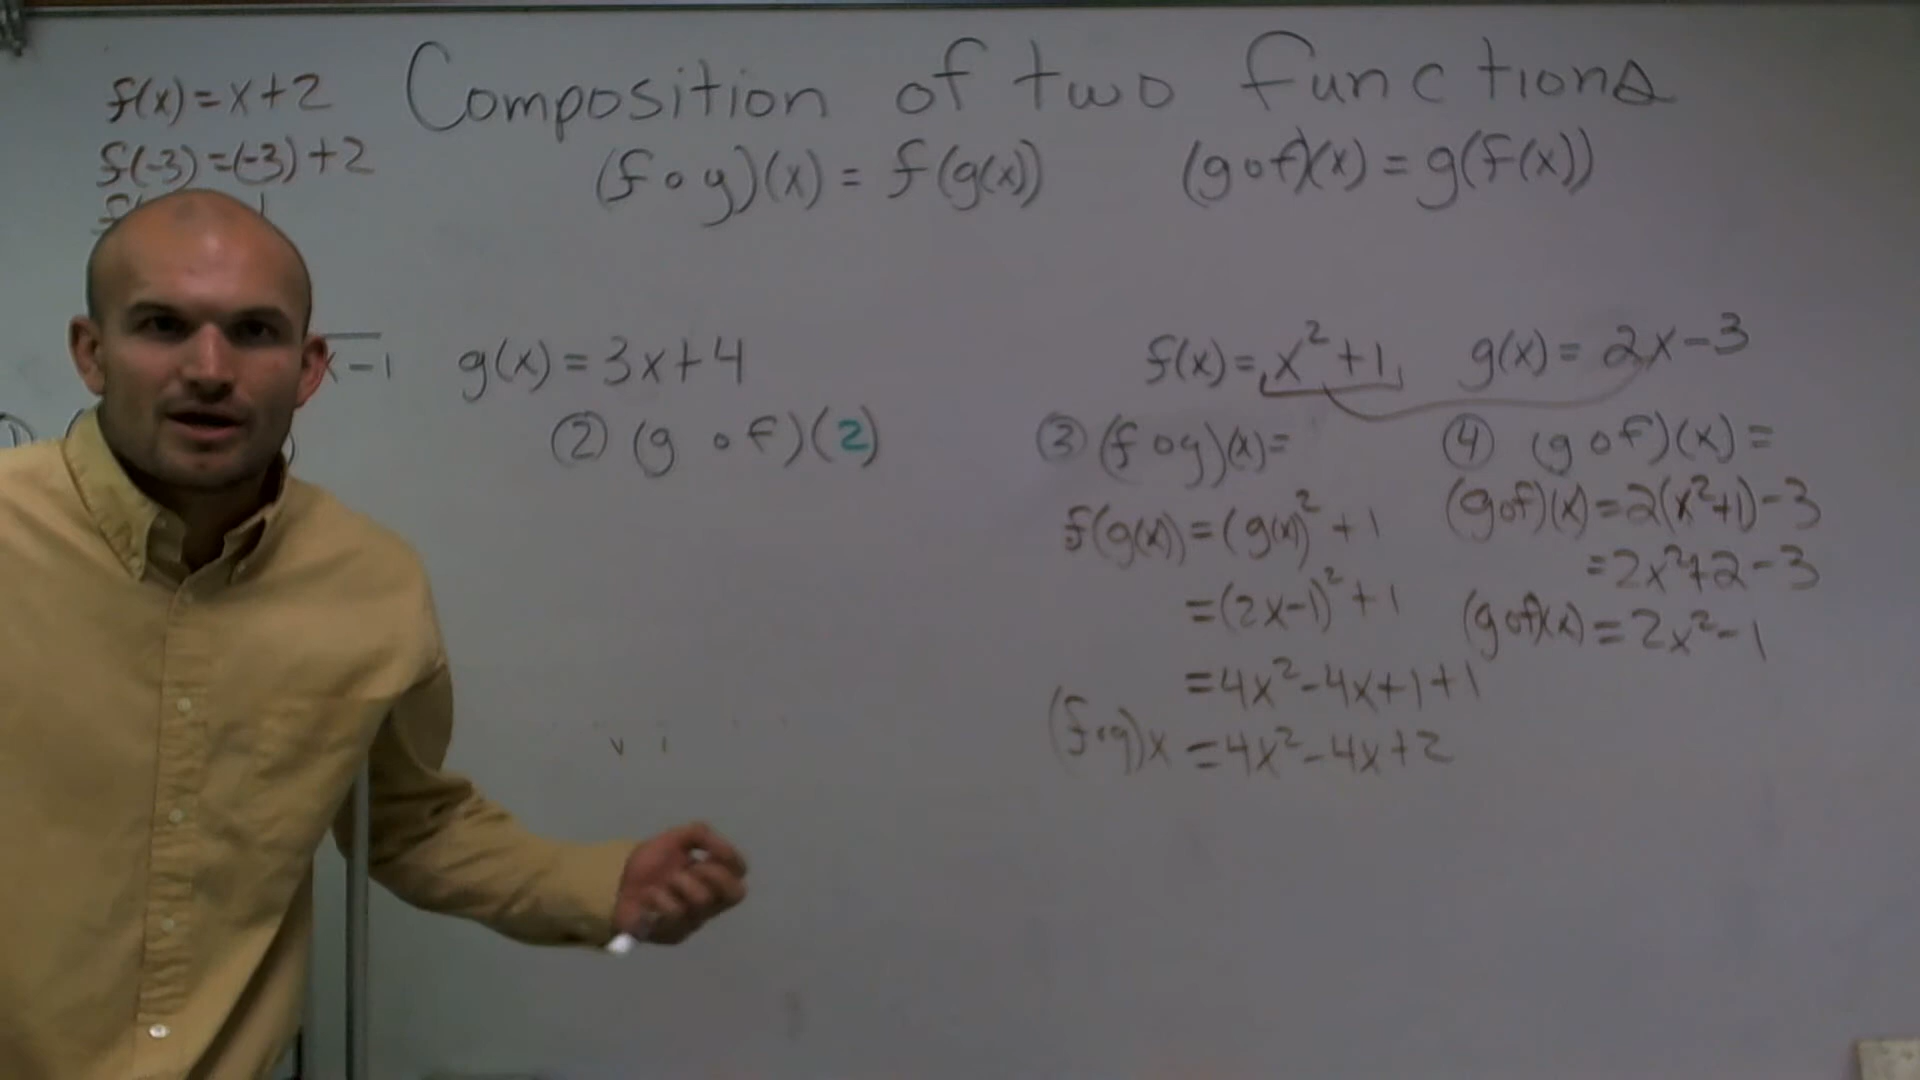 Composition of two functions
f(x)=x+2
f(-3)=(-3)+2
(f∘g)(x)=f(g(x)) (g∘f)(x)=g(f(x))
x-1 g(x)=3x+4
② (g∘f)(2)
f(x)=x²+1 g(x)=2x-3
③ (f∘g)(x)=
f(g(x))=(g(x))²+1
=(2x-1)²+1
=4x²-4x+1+1
(f∘g)x=4x²-4x+2
④ (g∘f)(x)=
(g∘f)(x)=2(x²+1)-3
=2x²+2-3
(g∘f)(x)=2x²-1